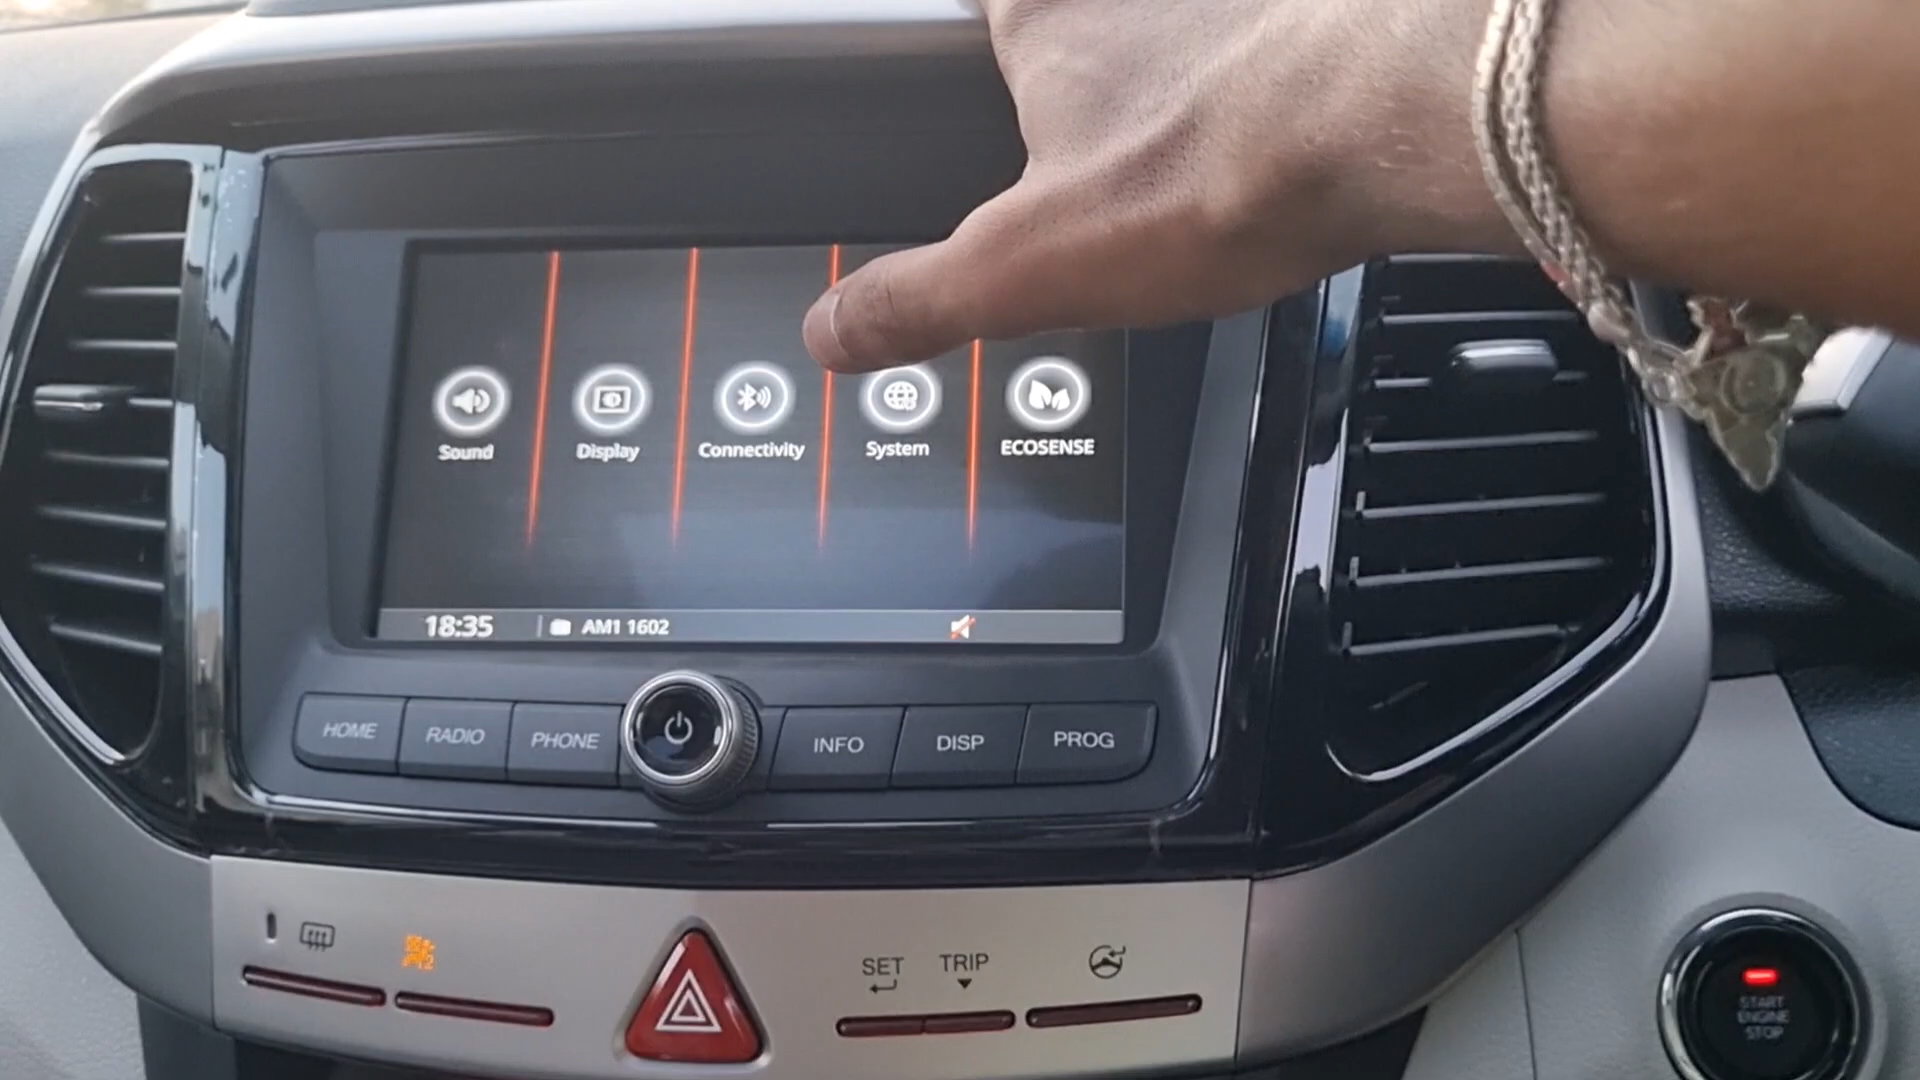 Sound
Display
Connectivity
System
ECOSENSE
18:35
AM1 1602
HOME
RADIO
PHONE
INFO
DISP
PROG
SET
TRIP
START
ENGINE
STOP